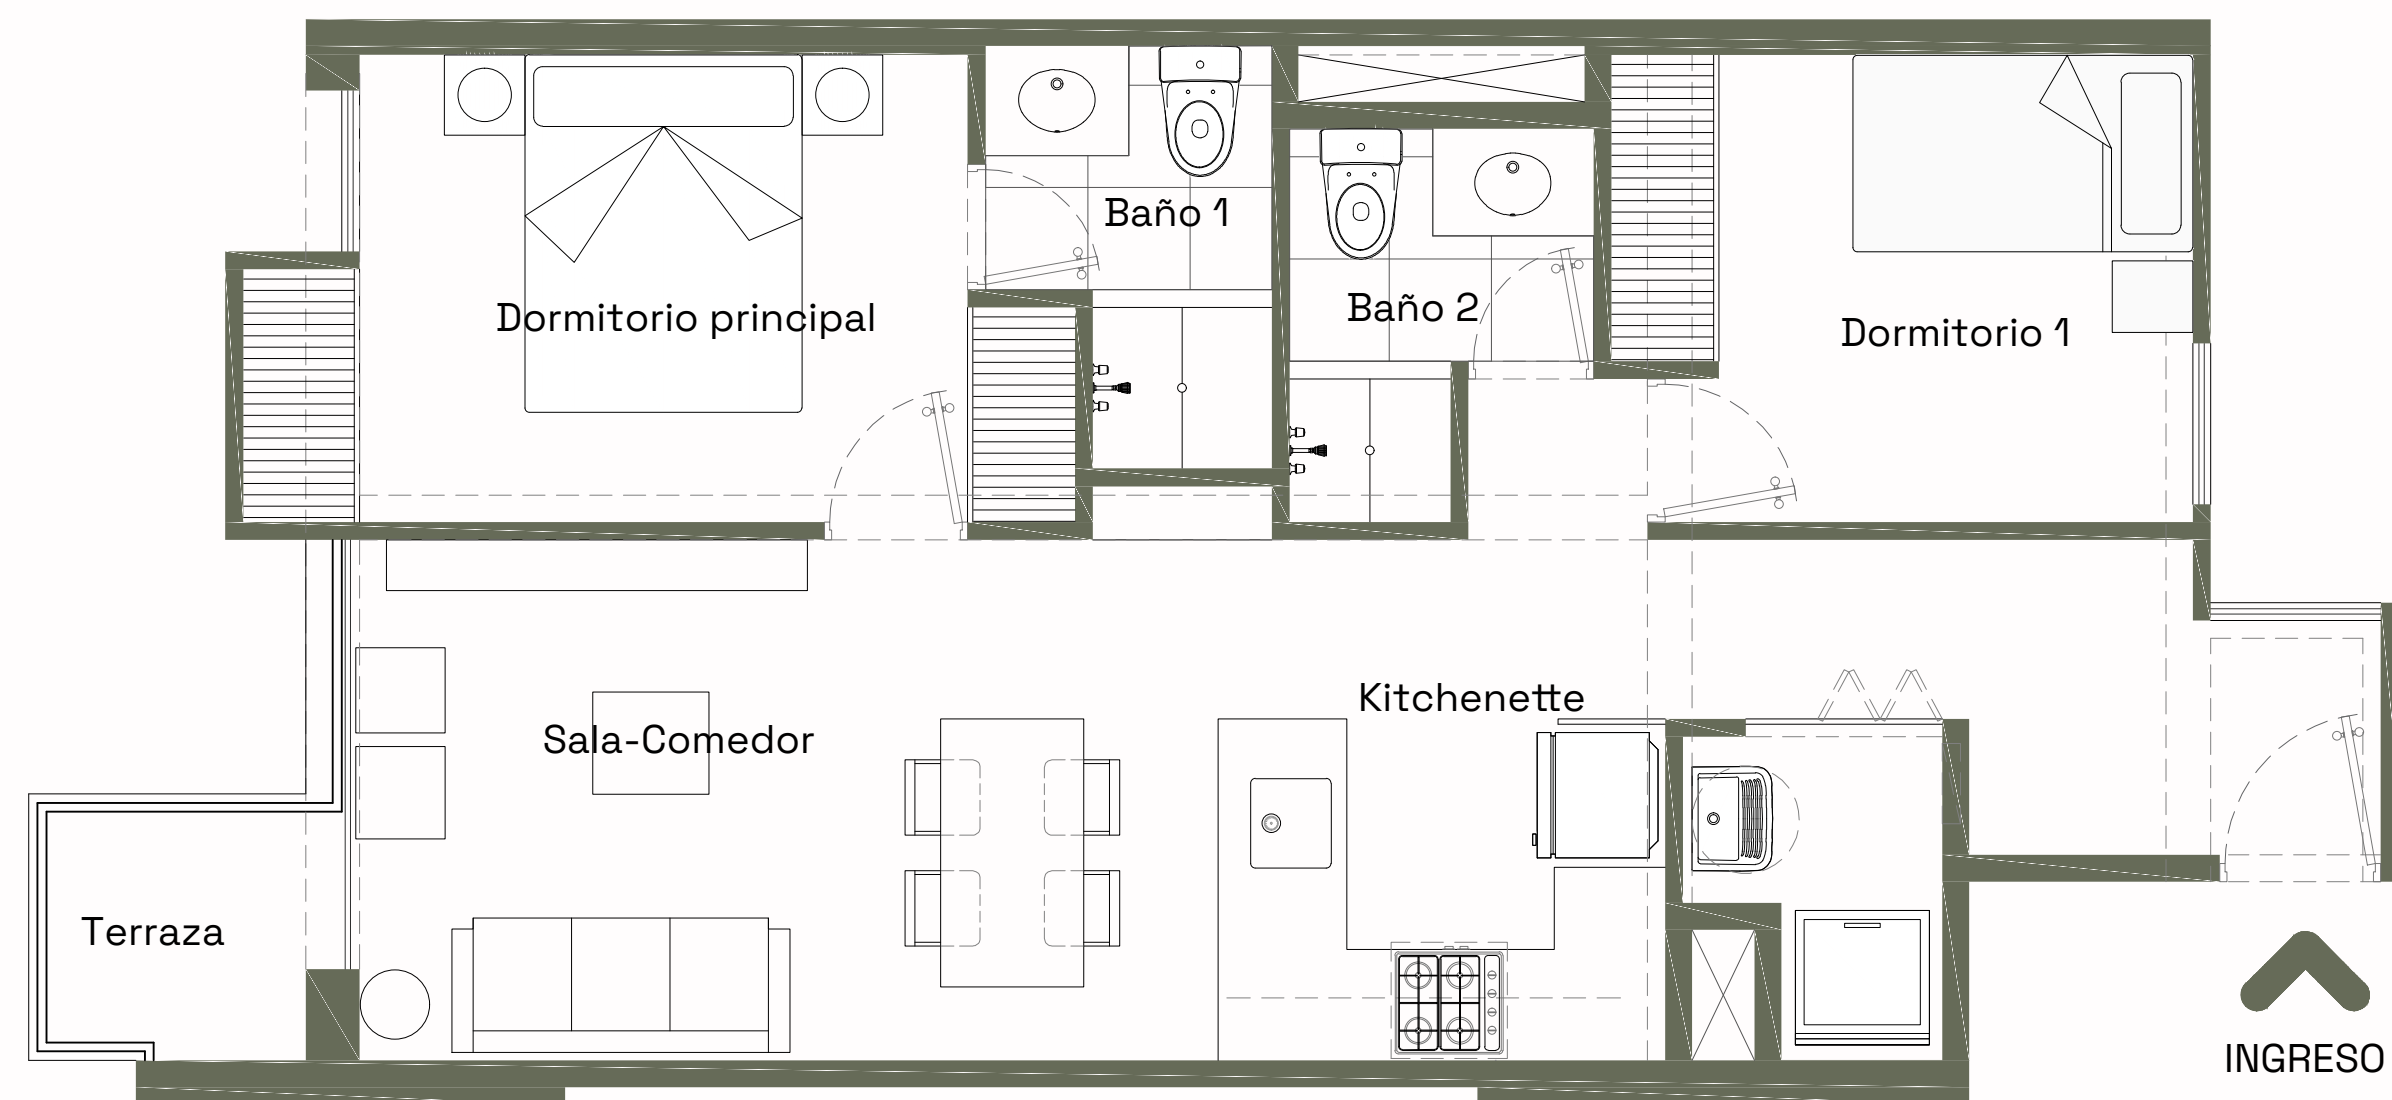 Baño 1
Baño 2
Dormitorio principal
Dormitorio 1
Kitchenette
Sala-Comedor
Terraza
INGRESO